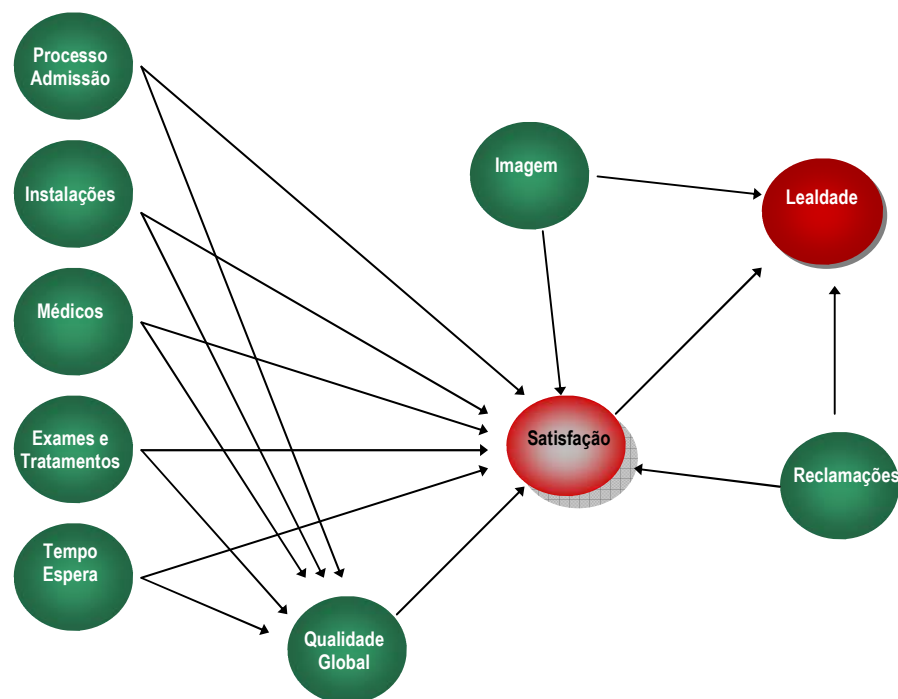 Processo
Admissão
Instalações
Médicos
Exames e
Tratamentos
Tempo
Espera
Qualidade
Global
Imagem
Satisfação
Lealdade
Reclamações